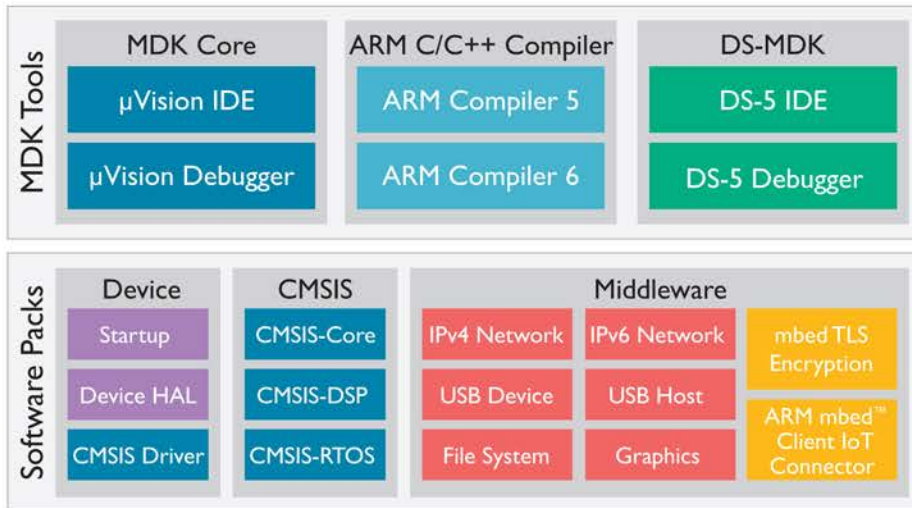 MDK Tools
MDK Core
µVision IDE
µVision Debugger
ARM C/C++ Compiler
ARM Compiler 5
ARM Compiler 6
DS-MDK
DS-5 IDE
DS-5 Debugger
Software Packs
Device
Startup
Device HAL
CMSIS Driver
CMSIS
CMSIS-Core
CMSIS-DSP
CMSIS-RTOS
Middleware
IPv4 Network
IPv6 Network
USB Device
USB Host
File System
Graphics
mbed TLS
Encryption
ARM mbed™
Client IoT
Connector